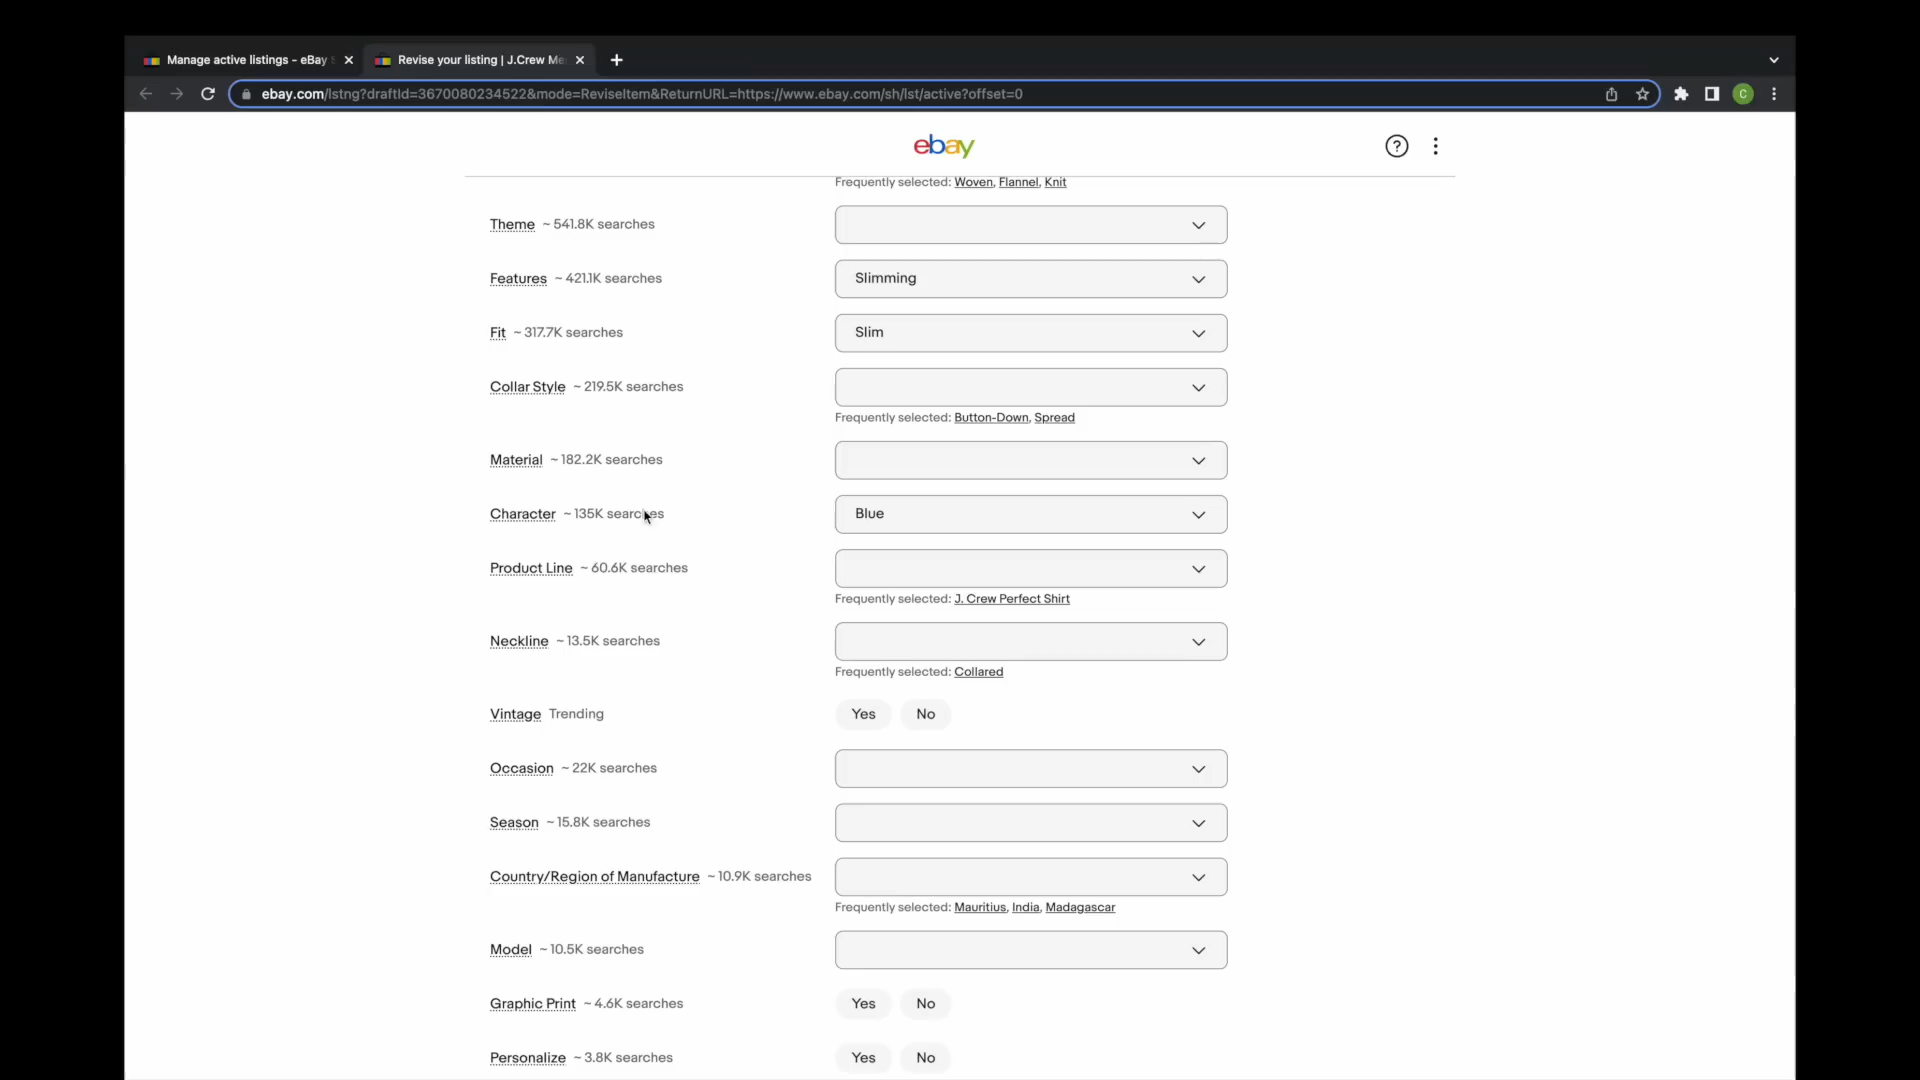 Manage active listings - eBay
Revise your listing | J.Crew Me
ebay.com/lstng?draftId=3670080234522&mode=ReviseItem&ReturnURL=https://www.ebay.com/sh/lst/active?offset=0
C
ebay
?
Frequently selected: Woven, Flannel, Knit
Theme ~ 541.8K searches
Features ~ 421.1K searches Slimming
Fit ~ 317.7K searches Slim
Collar Style ~ 219.5K searches
Frequently selected: Button-Down, Spread
Material ~ 182.2K searches
Character ~ 135K searches Blue
Product Line ~ 60.6K searches
Frequently selected: J. Crew Perfect Shirt
Neckline ~ 13.5K searches
Frequently selected: Collared
Vintage Trending Yes No
Occasion ~ 22K searches
Season ~ 15.8K searches
Country/Region of Manufacture ~ 10.9K searches
Frequently selected: Mauritius, India, Madagascar
Model ~ 10.5K searches
Graphic Print ~ 4.6K searches Yes No
Personalize ~ 3.8K searches Yes No